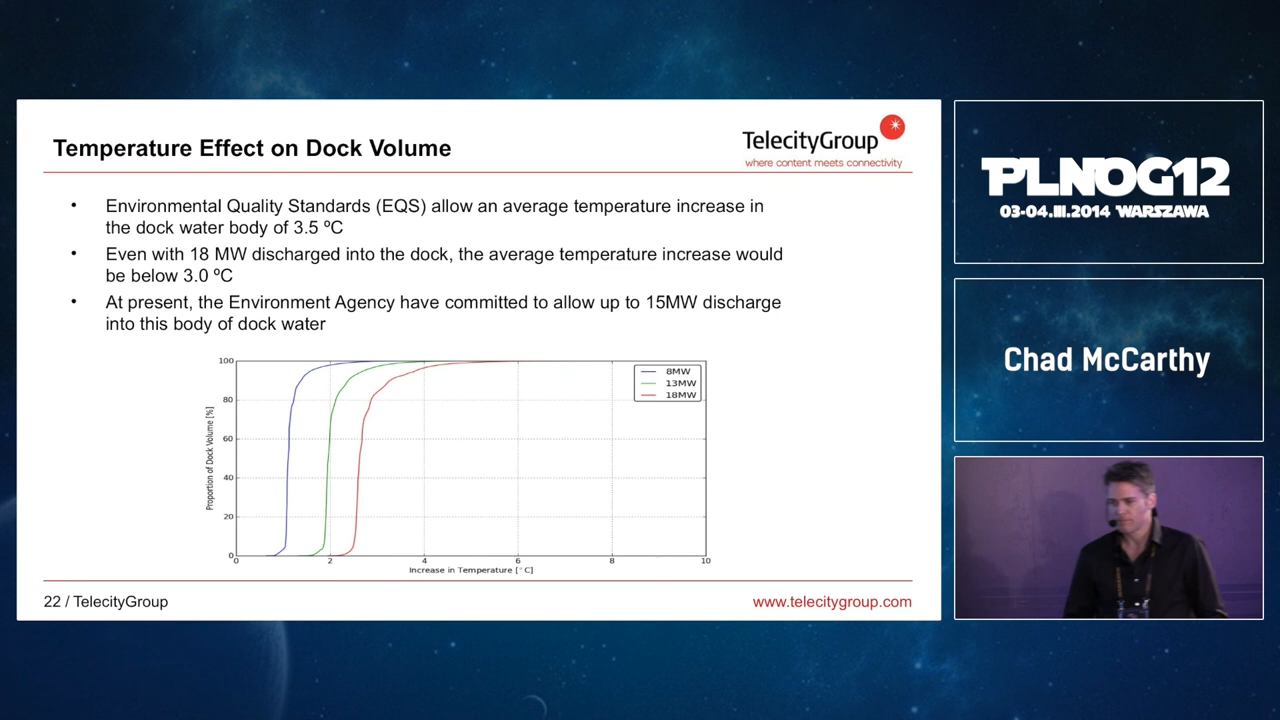 Temperature Effect on Dock Volume
TelecityGroup
where content meets connectivity
• Environmental Quality Standards (EQS) allow an average temperature increase in
the dock water body of 3.5 ºC
• Even with 18 MW discharged into the dock, the average temperature increase would
be below 3.0 ºC
• At present, the Environment Agency have committed to allow up to 15MW discharge
into this body of dock water
Proportion of Dock Volume [%]
100
80
60
40
20
0
0 2 4 6 8 10
Increase in Temperature [°C]
8MW
13MW
18MW
22 / TelecityGroup
www.telecitygroup.com
PLNOG12
03-04.III.2014 WARSZAWA
Chad McCarthy